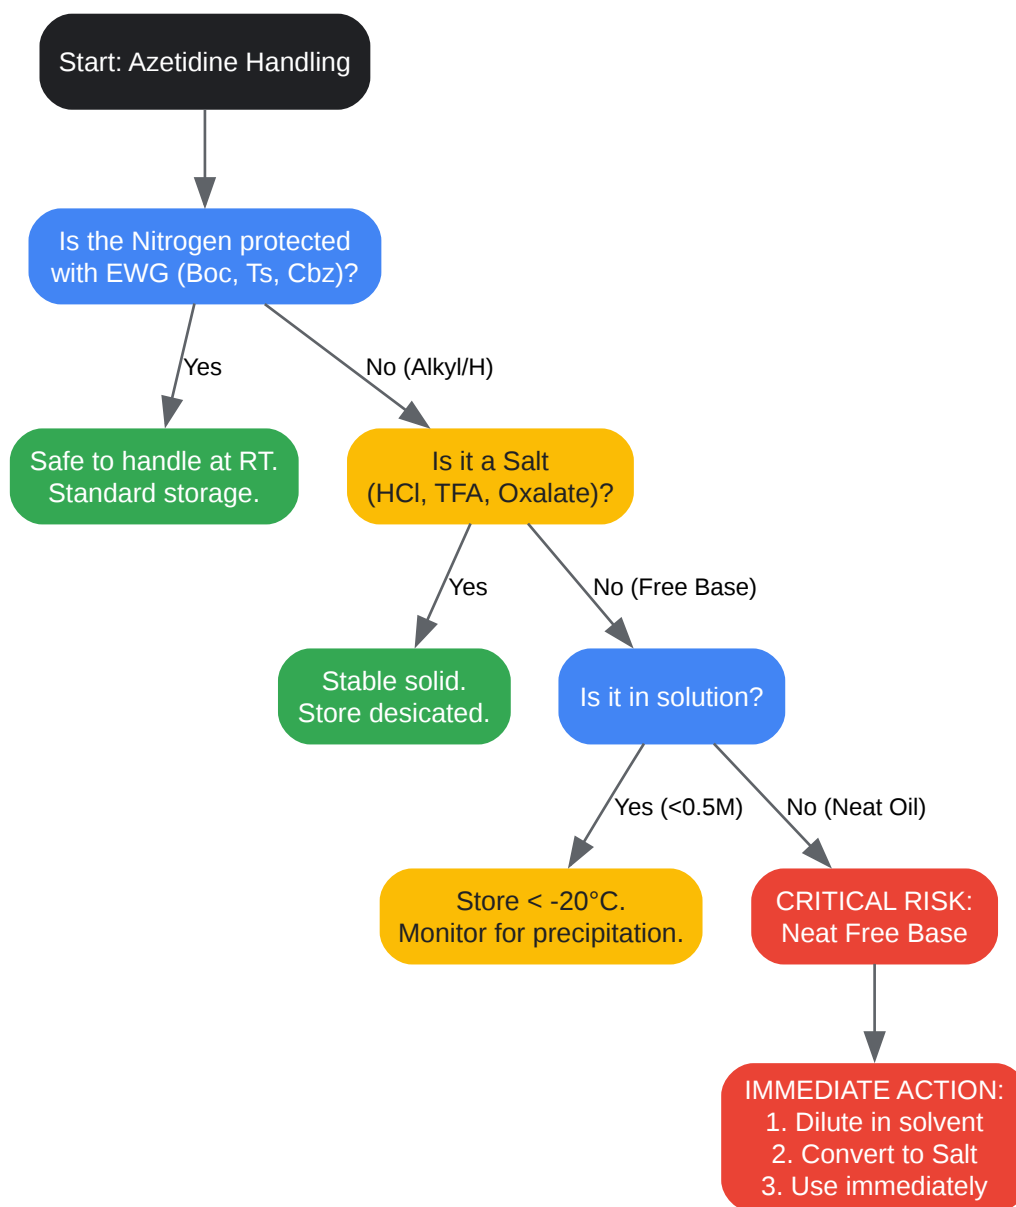 Start: Azetidine Handling
Is the Nitrogen protected
with EWG (Boc, Ts, Cbz)?
Yes
No (Alkyl/H)
Safe to handle at RT.
Standard storage.
Is it a Salt
(HCl, TFA, Oxalate)?
Yes
No (Free Base)
Stable solid.
Store desicated.
Is it in solution?
Yes (<0.5M)
No (Neat Oil)
Store < -20°C.
Monitor for precipitation.
CRITICAL RISK:
Neat Free Base
IMMEDIATE ACTION:
1. Dilute in solvent
2. Convert to Salt
3. Use immediately